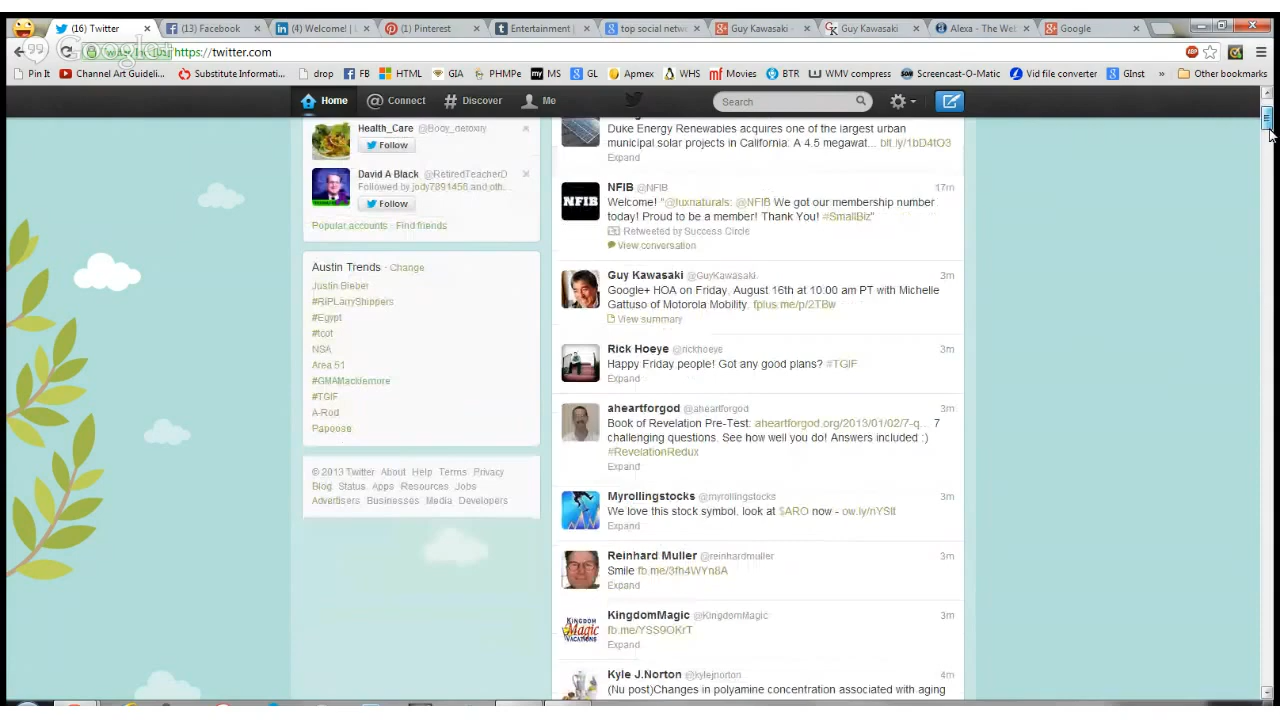 (16) Twitter
(13) Facebook
(4) Welcome! |
(1) Pinterest
Entertainment
top social netw
Guy Kawasaki
Guy Kawasaki
Alexa - The We
Google
Google+
https://twitter.com
Pin It
Channel Art Guideli...
Substitute Informati...
drop
FB
HTML
GIA
PHMPe
MS
GL
Apmex
WHS
Movies
BTR
WMV compress
Screencast-O-Matic
Vid file converter
GInst
»
Other bookmarks
Home
Connect
Discover
Me
Search
Health_Care @Body_detoxify
Follow
David A Black @RetiredTeacherD
Followed by jody7891456 and oth...
Follow
Popular accounts · Find friends
Austin Trends · Change
Justin Bieber
#RIPLarryShippers
#Egypt
#tcot
NSA
Area 51
#GMAMacklemore
#TGIF
A-Rod
Papoose
© 2013 Twitter About Help Terms Privacy
Blog Status Apps Resources Jobs
Advertisers Businesses Media Developers
Duke Energy Renewables acquires one of the largest urban
municipal solar projects in California: A 4.5 megawat... bit.ly/1bD4tO3
Expand
NFIB @NFIB 17m
NFIB
Welcome! "@luxnaturals: @NFIB We got our membership number
today! Proud to be a member! Thank You! #SmallBiz"
Retweeted by Success Circle
View conversation
Guy Kawasaki @GuyKawasaki 3m
Google+ HOA on Friday, August 16th at 10:00 am PT with Michelle
Gattuso of Motorola Mobility. fplus.me/p/2TBw
View summary
Rick Hoeye @rickhoeye 3m
Happy Friday people! Got any good plans? #TGIF
Expand
aheartforgod @aheartforgod 3m
Book of Revelation Pre-Test: aheartforgod.org/2013/01/02/7-q... 7
challenging questions. See how well you do! Answers included :)
#RevelationRedux
Expand
Myrollingstocks @myrollingstocks 3m
We love this stock symbol, look at $ARO now - ow.ly/nYSlt
Expand
Reinhard Muller @reinhardmuller 3m
Smile fb.me/3fh4WYn8A
Expand
KingdomMagic @KingdomMagic 3m
KINGDOM
Magic
VACATIONS
fb.me/YSS9OKrT
Expand
Kyle J.Norton @kylejnorton 4m
(Nu post)Changes in polyamine concentration associated with aging